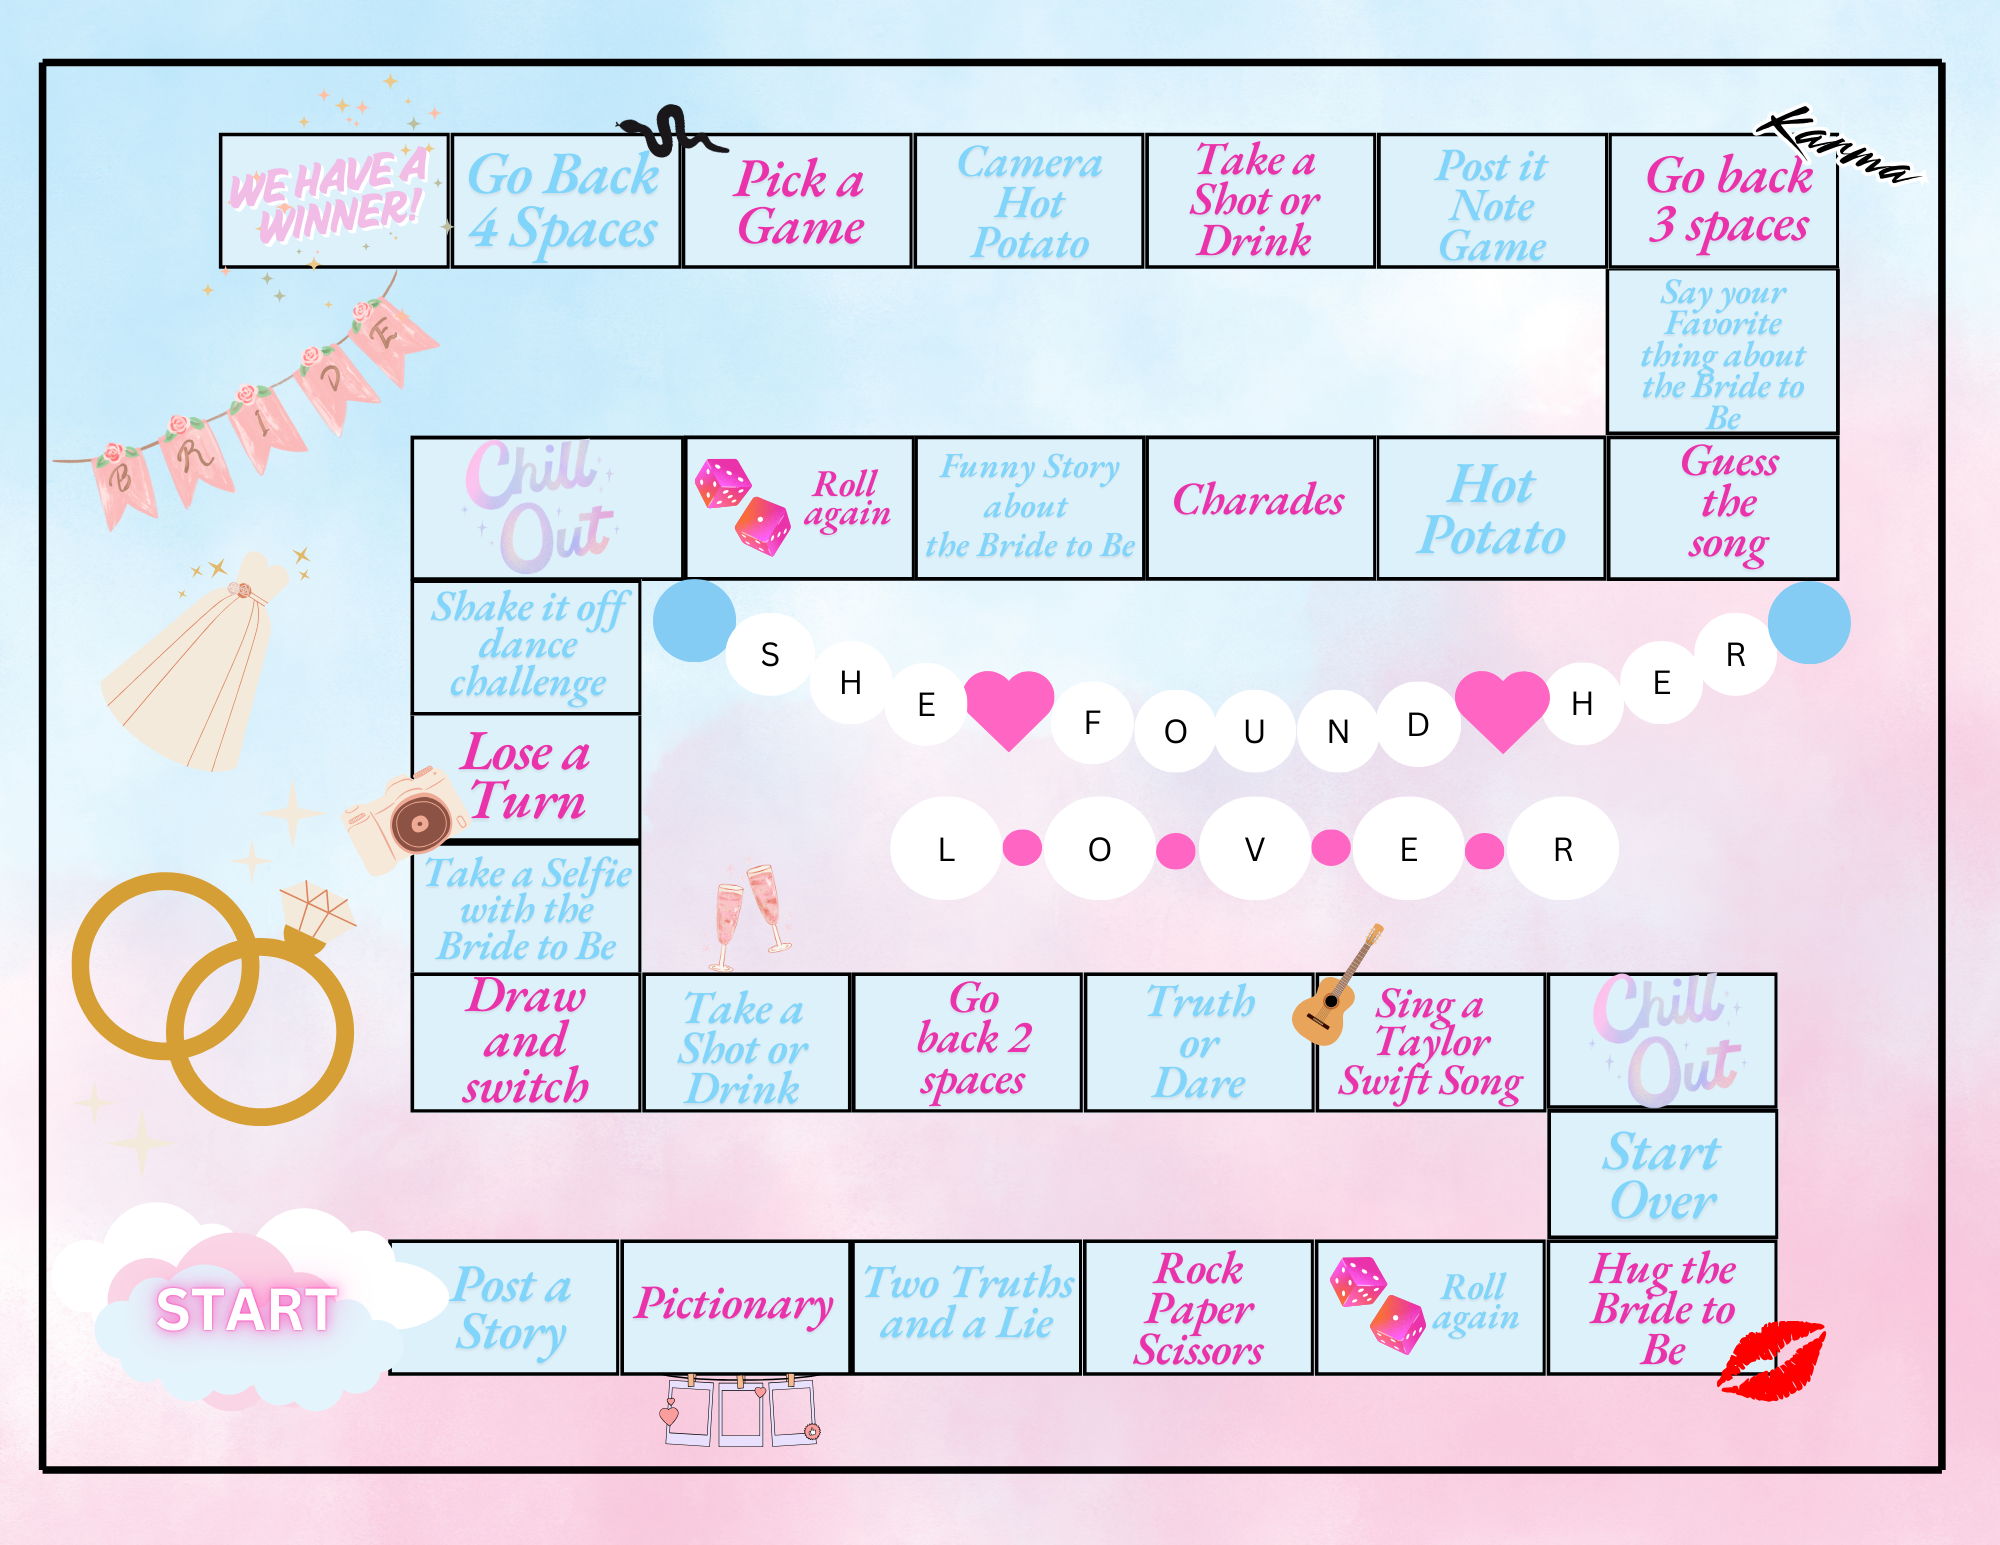 WE HAVE A
WINNER!
Go Back
4 Spaces
Pick a
Game
Camera
Hot
Potato
Take a
Shot or
Drink
Post it
Note
Game
Karma
Go back
3 spaces
Say your
Favorite
thing about
the Bride to
Be
B R I D E
Chill
Out
Roll
again
Funny Story
about
the Bride to Be
Charades
Hot
Potato
Guess
the
song
Shake it off
dance
challenge
SHE FOUND HER
LOVER
Lose a
Turn
Take a Selfie
with the
Bride to Be
Draw
and
switch
Take a
Shot or
Drink
Go
back 2
spaces
Truth
or
Dare
Sing a
Taylor
Swift Song
Chill
Out
Start
Over
START
Post a
Story
Pictionary
Two Truths
and a Lie
Rock
Paper
Scissors
Roll
again
Hug the
Bride to
Be